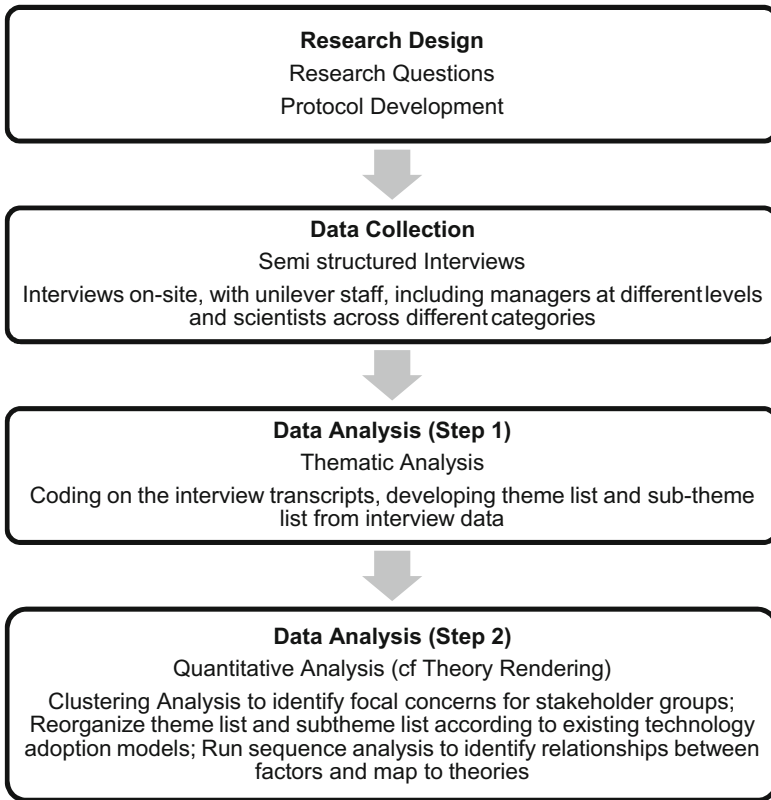 Research Design
Research Questions
Protocol Development
Data Collection
Semi structured Interviews
Interviews on-site, with unilever staff, including managers at different levels
and scientists across different categories
Data Analysis (Step 1)
Thematic Analysis
Coding on the interview transcripts, developing theme list and sub-theme
list from interview data
Data Analysis (Step 2)
Quantitative Analysis (cf Theory Rendering)
Clustering Analysis to identify focal concerns for stakeholder groups;
Reorganize theme list and subtheme list according to existing technology
adoption models; Run sequence analysis to identify relationships between
factors and map to theories